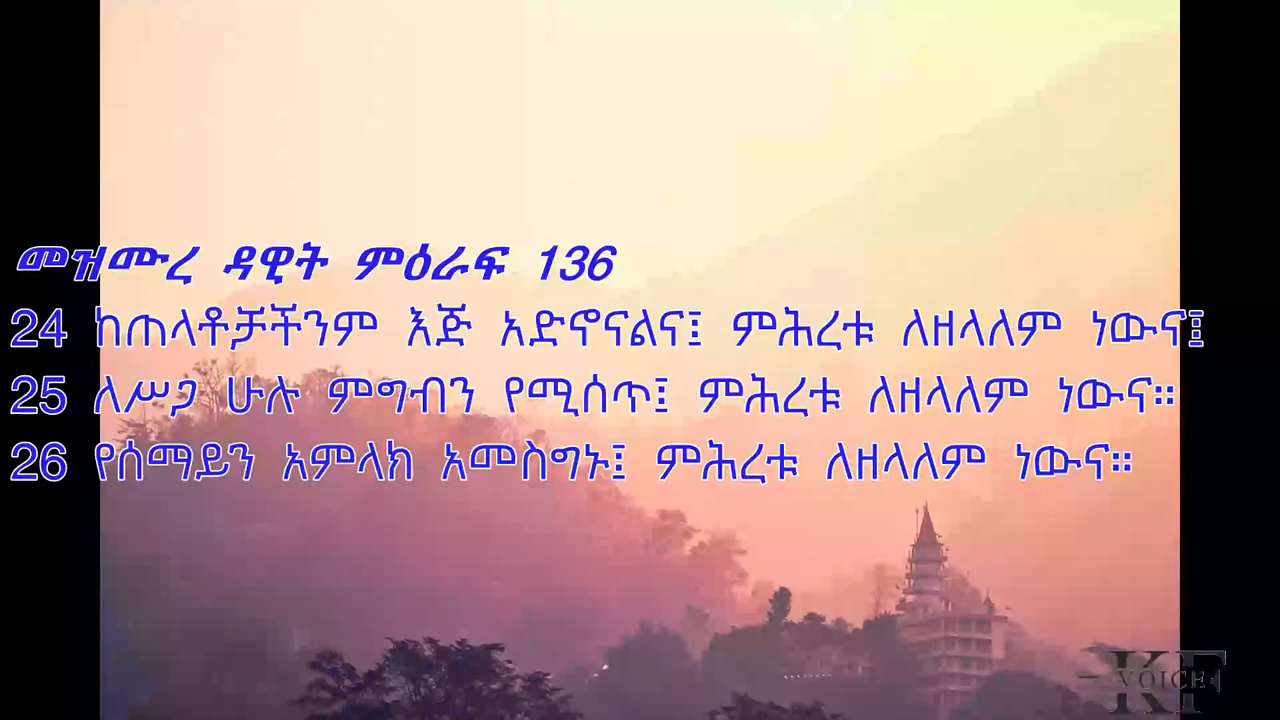 መዝሙረ ዳዊት ምዕራፍ 136
24 ከጠላቶቻችንም እጅ አድኖናልና፤ ምሕረቱ ለዘላለም ነውና፤
25 ለሥጋ ሁሉ ምግብን የሚሰጥ፤ ምሕረቱ ለዘላለም ነውና።
26 የሰማይን አምላክ አመስግኑ፤ ምሕረቱ ለዘላለም ነውና።
KF
VOICE